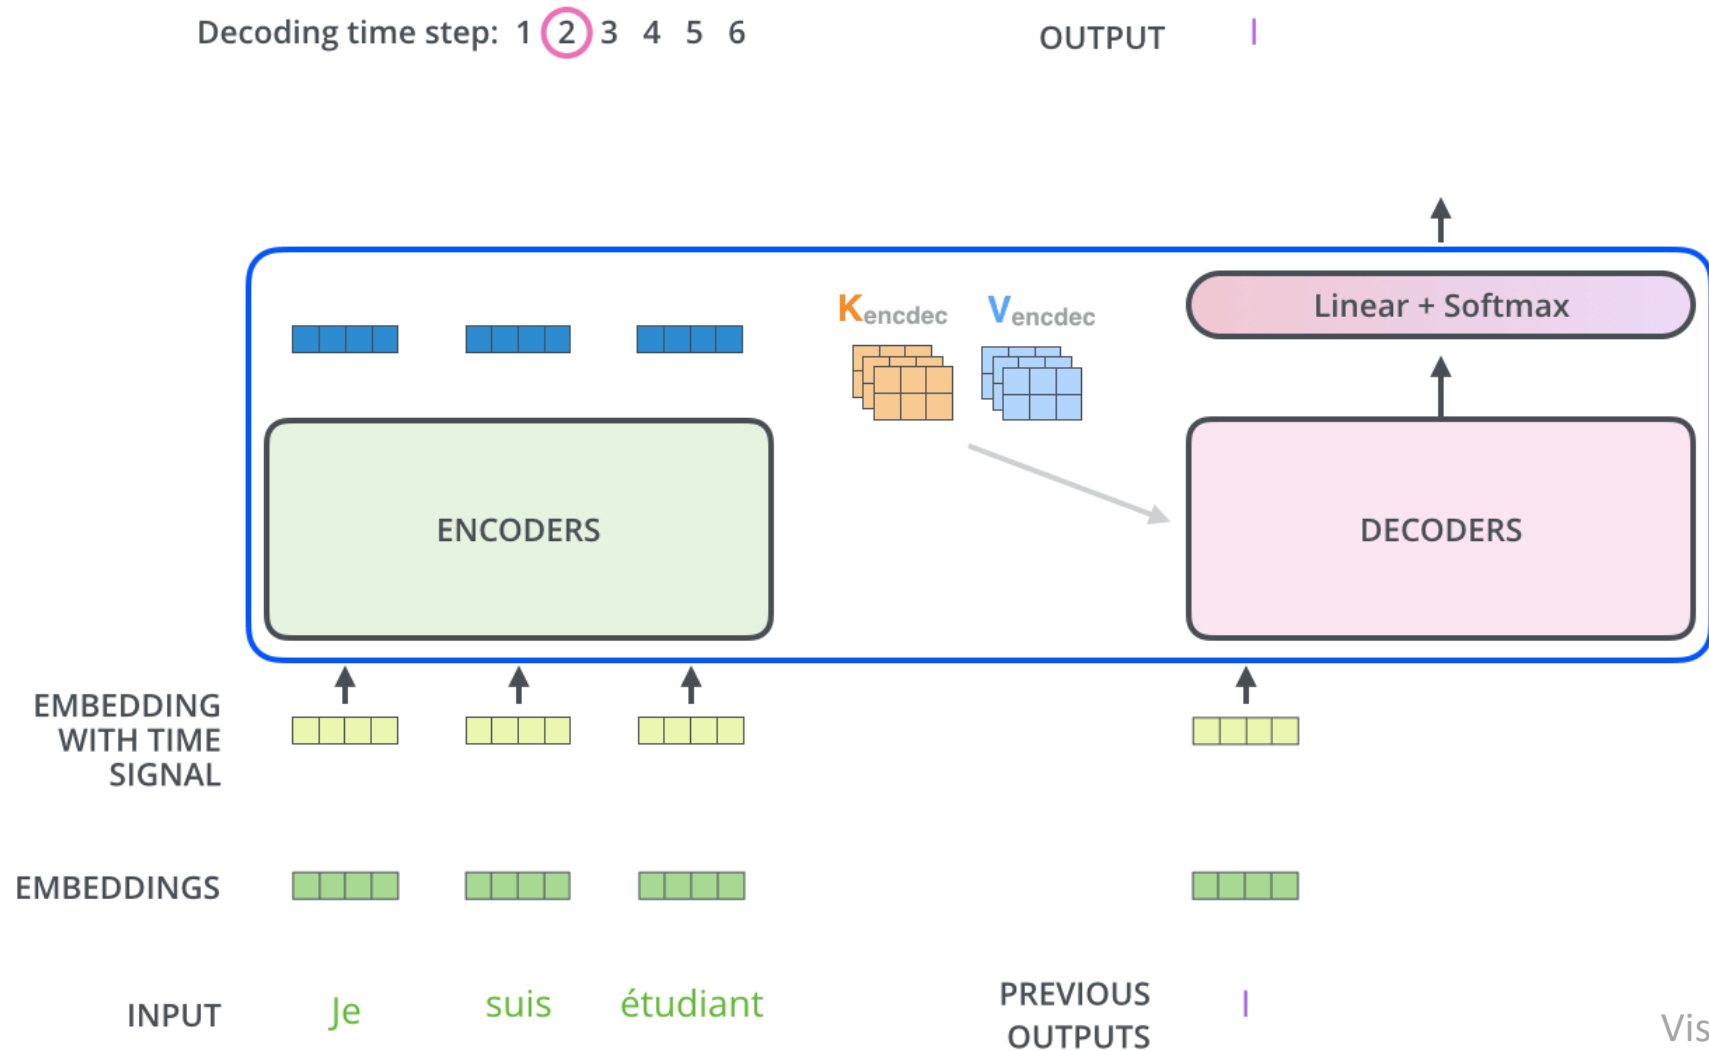 Decoding time step: 1 2 3 4 5 6
OUTPUT I
Kencdec Vencdec
Linear + Softmax
ENCODERS
DECODERS
EMBEDDING
WITH TIME
SIGNAL
EMBEDDINGS
INPUT Je suis étudiant
PREVIOUS
OUTPUTS
I
Vis